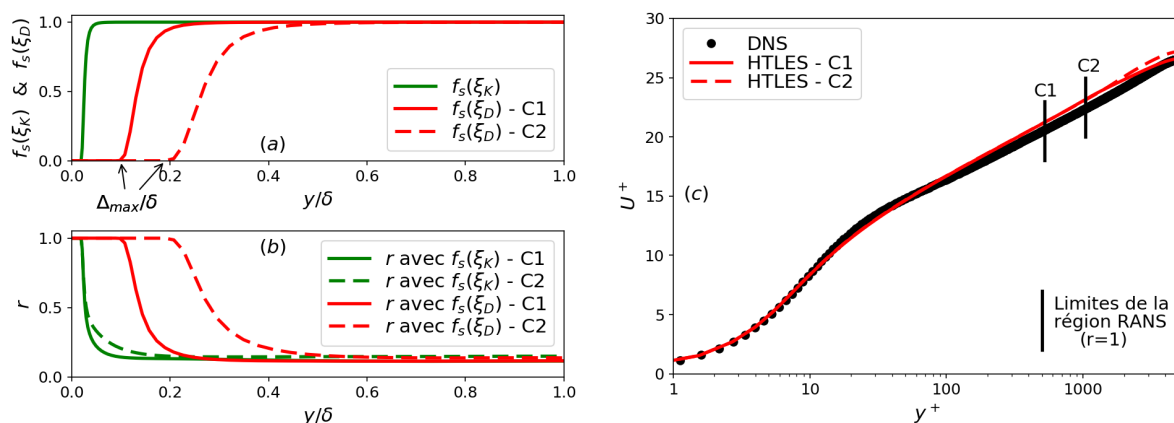 1.0
0.5
0.0
f_s(ξ_K) & f_s(ξ_D)
f_s(ξ_K)
f_s(ξ_D) - C1
f_s(ξ_D) - C2
(a)
0.0 0.2 0.4 0.6 0.8 1.0
Δ_max/δ
y/δ
1.0
0.5
0.0
r
(b)
r avec f_s(ξ_K) - C1
r avec f_s(ξ_K) - C2
r avec f_s(ξ_D) - C1
r avec f_s(ξ_D) - C2
0.0 0.2 0.4 0.6 0.8 1.0
y/δ
30
25
20
15
10
5
0
U^+
DNS
HTLES - C1
HTLES - C2
C1
C2
(c)
Limites de la
région RANS
(r=1)
1 10 100 1000
y^+